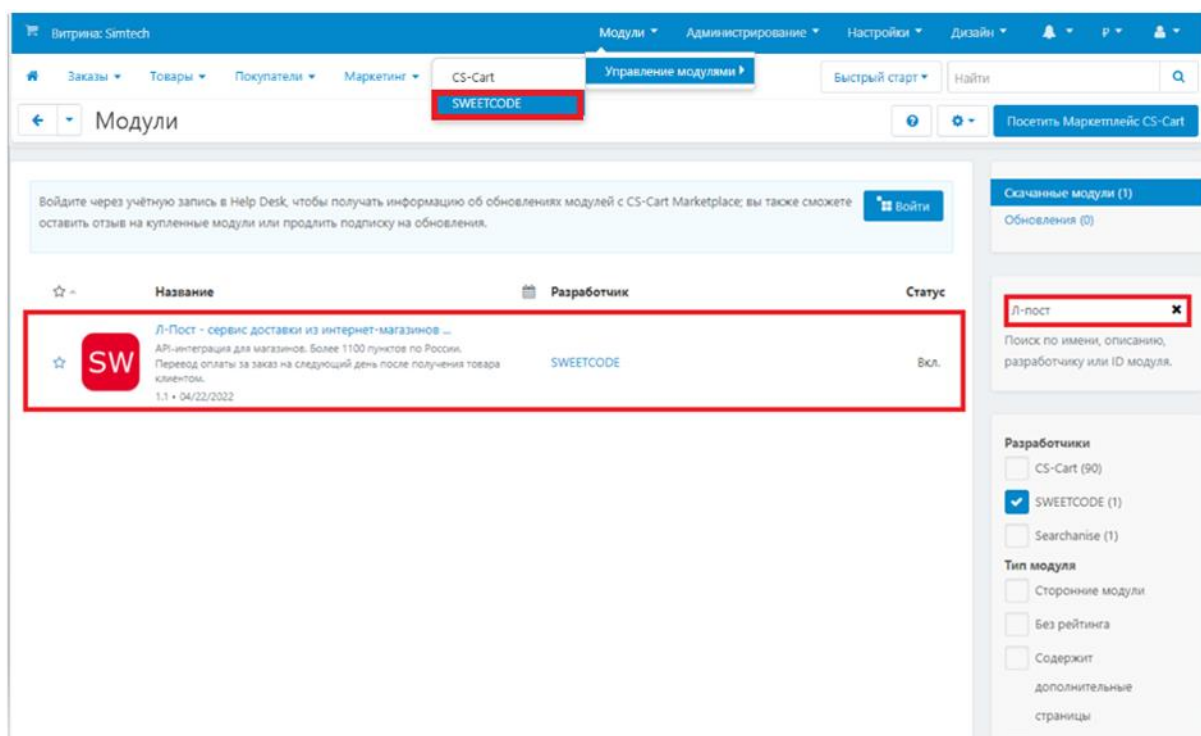 Витрина: Simtech
Модули
Администрирование
Настройки
Дизайн
₽
Заказы
Товары
Покупатели
Маркетинг
CS-Cart
SWEETCODE
Управление модулями
Быстрый старт
Найти
Модули
Посетить Маркетплейс CS-Cart
Войдите через учётную запись в Help Desk, чтобы получать информацию об обновлениях модулей с CS-Cart Marketplace; вы также сможете
оставить отзыв на купленные модули или продлить подписку на обновления.
Войти
Скачанные модули (1)
Обновления (0)
Название
Разработчик
Статус
SW
Л-Пост - сервис доставки из интернет-магазинов ...
API-интеграция для магазинов. Более 1100 пунктов по России.
Перевод оплаты за заказ на следующий день после получения товара
клиентом.
1.1 • 04/22/2022
SWEETCODE
Вкл.
Л-пост
Поиск по имени, описанию,
разработчику или ID модуля.
Разработчики
CS-Cart (90)
SWEETCODE (1)
Searchanise (1)
Тип модуля
Сторонние модули
Без рейтинга
Содержит
дополнительные
страницы